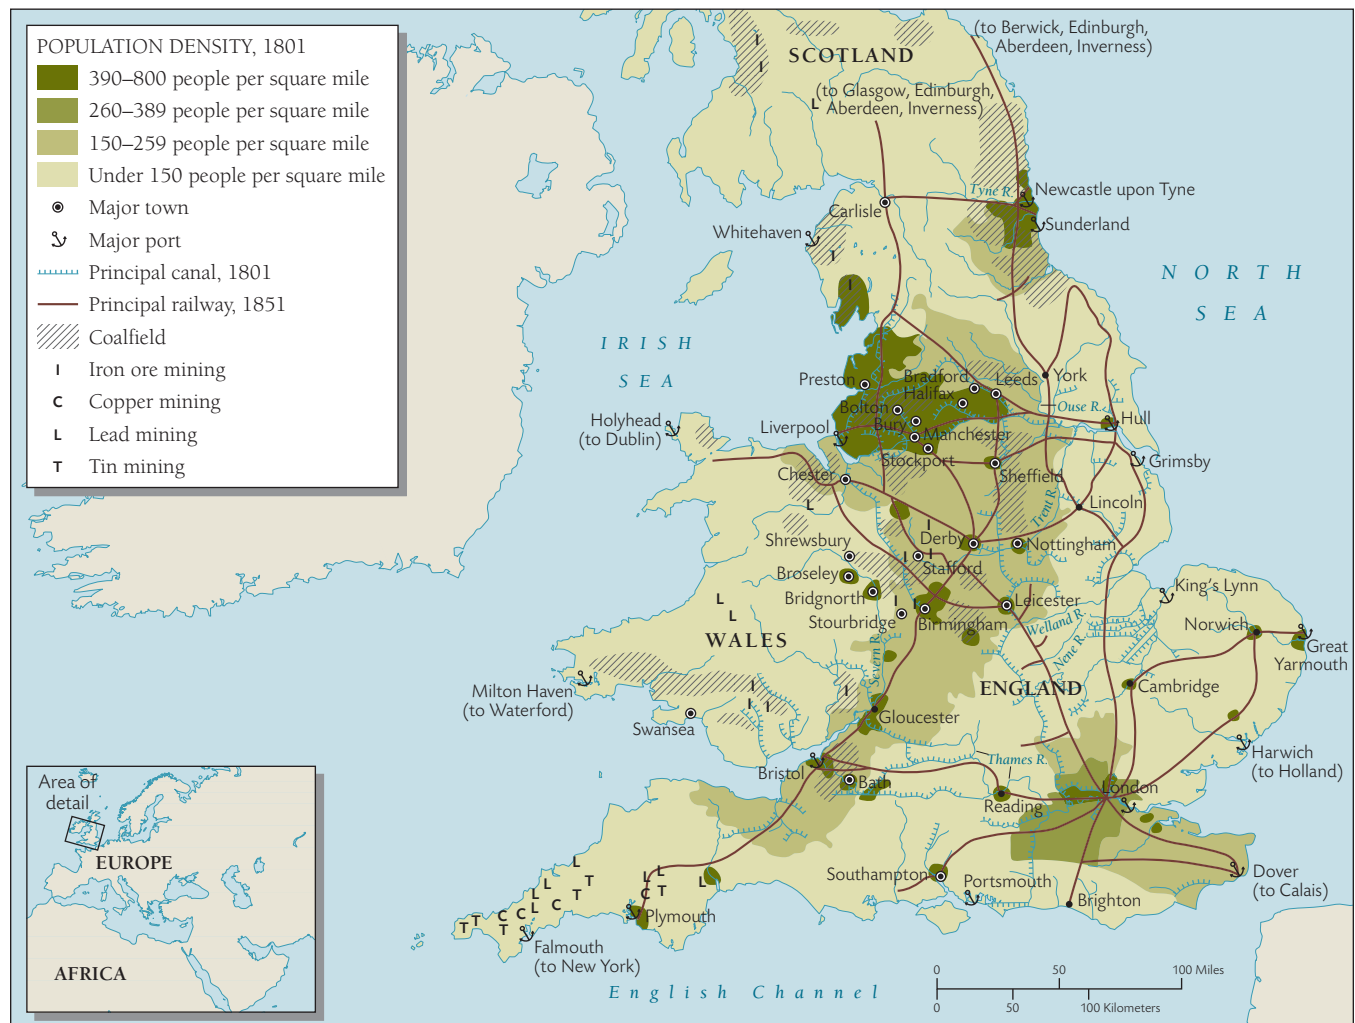 POPULATION DENSITY, 1801
390–800 people per square mile
260–389 people per square mile
150–259 people per square mile
Under 150 people per square mile
Major town
Major port
Principal canal, 1801
Principal railway, 1851
Coalfield
I Iron ore mining
C Copper mining
L Lead mining
T Tin mining
(to Berwick, Edinburgh,
Aberdeen, Inverness)
SCOTLAND
(to Glasgow, Edinburgh,
Aberdeen, Inverness)
Tyne R.
Newcastle upon Tyne
Carlisle
Sunderland
Whitehaven
NORTH
SEA
IRISH
SEA
Preston
Bradford
Leeds
York
Halifax
Bolton
Ouse R.
Hull
Bury
Holyhead
(to Dublin)
Liverpool
Manchester
Stockport
Grimsby
Chester
Sheffield
Trent R.
Lincoln
Shrewsbury
Derby
Nottingham
Stafford
Broseley
King's Lynn
Bridgnorth
Leicester
Stourbridge
Birmingham
Welland R.
Norwich
WALES
Severn R.
Nene R.
Great
Yarmouth
Milton Haven
(to Waterford)
ENGLAND
Cambridge
Swansea
Gloucester
Harwich
(to Holland)
Thames R.
Bristol
Bath
Reading
London
Southampton
Portsmouth
Dover
(to Calais)
Brighton
Plymouth
Falmouth
(to New York)
English Channel
0 50 100 Miles
0 50 100 Kilometers
Area of
detail
EUROPE
AFRICA
I
I
L
I
I
L
I
I
I
I
I
L
L
I
I
I
I
L
L
T
L
L
L
C
T
L
L
C
T
C
C
T
T
T